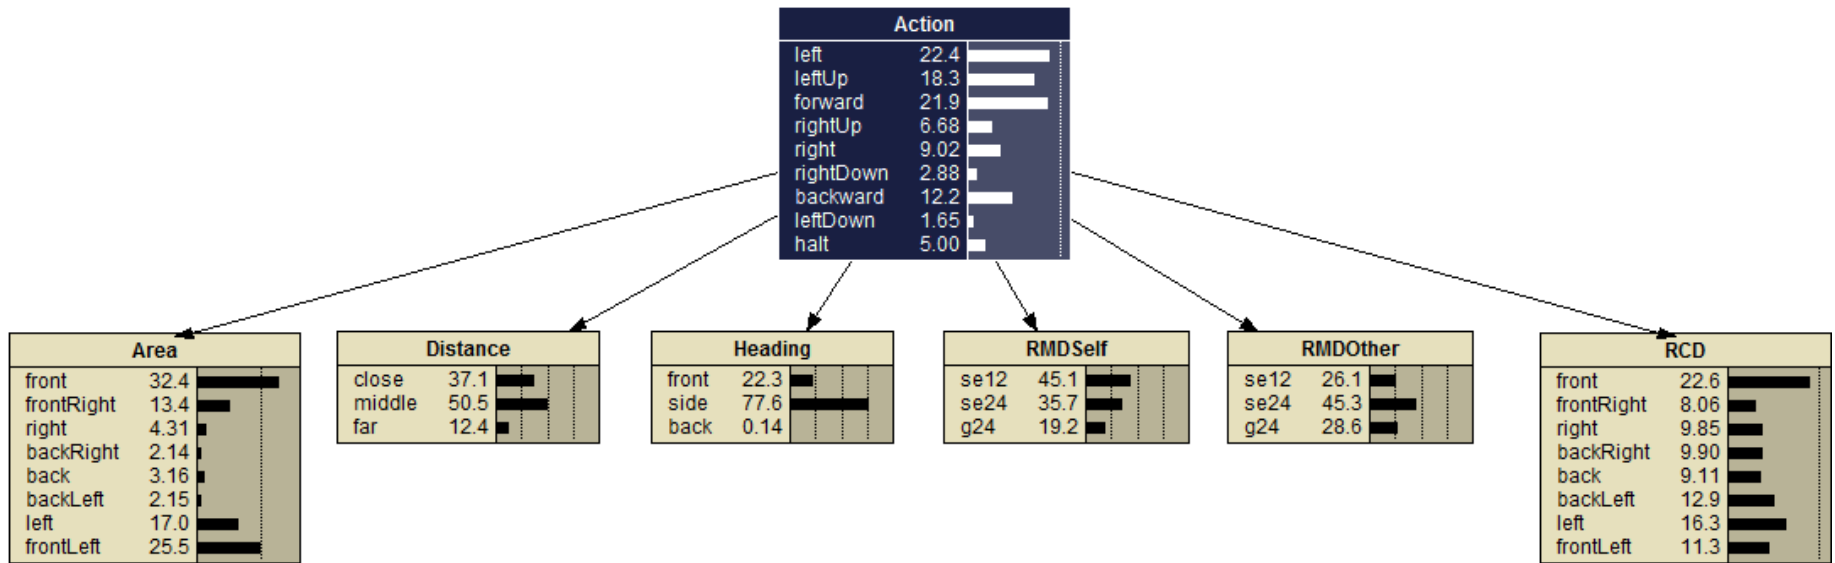 Action
left 22.4
leftUp 18.3
forward 21.9
rightUp 6.68
right 9.02
rightDown 2.88
backward 12.2
leftDown 1.65
halt 5.00
Area
front 32.4
frontRight 13.4
right 4.31
backRight 2.14
back 3.16
backLeft 2.15
left 17.0
frontLeft 25.5
Distance
close 37.1
middle 50.5
far 12.4
Heading
front 22.3
side 77.6
back 0.14
RMDSelf
se12 45.1
se24 35.7
g24 19.2
RMDOther
se12 26.1
se24 45.3
g24 28.6
RCD
front 22.6
frontRight 8.06
right 9.85
backRight 9.90
back 9.11
backLeft 12.9
left 16.3
frontLeft 11.3